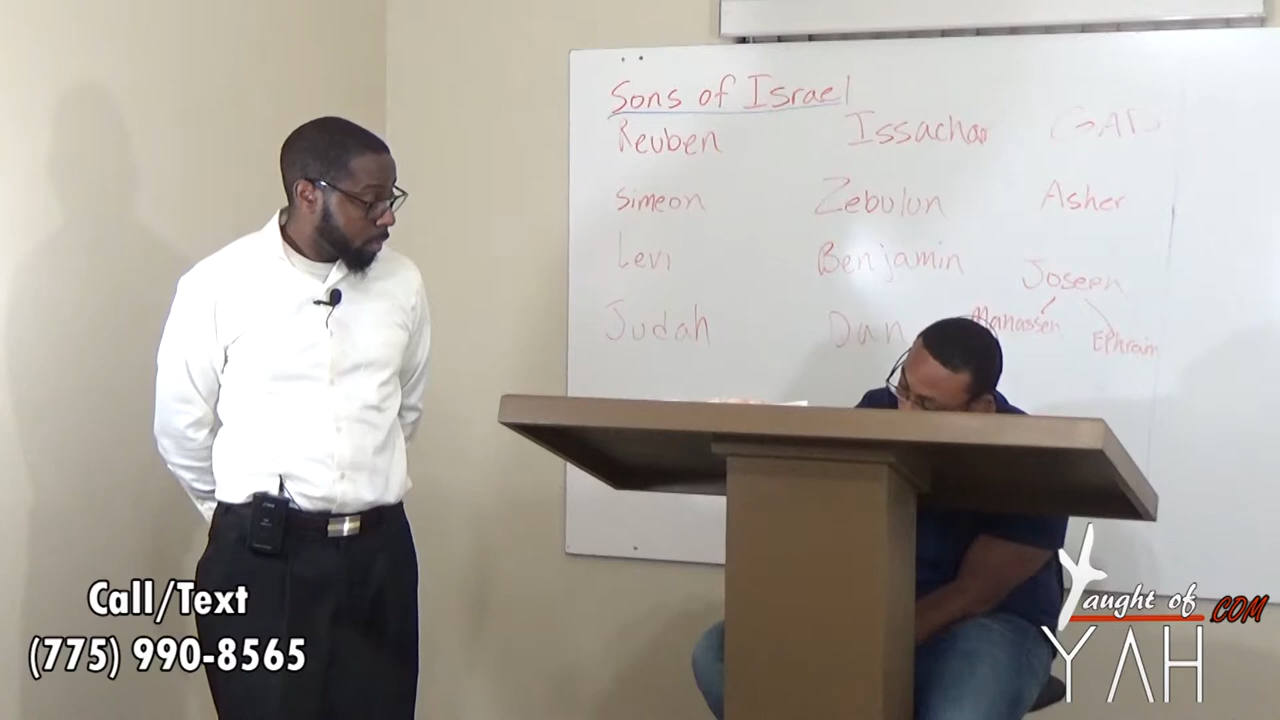 Sons of Israel
Reuben Issachar GAD
Simeon Zebulon Asher
Levi Benjamin Joseph
Judah Dan Manasseh Ephraim
Call/Text
(775) 990-8565
Yaught of .COM
YAH